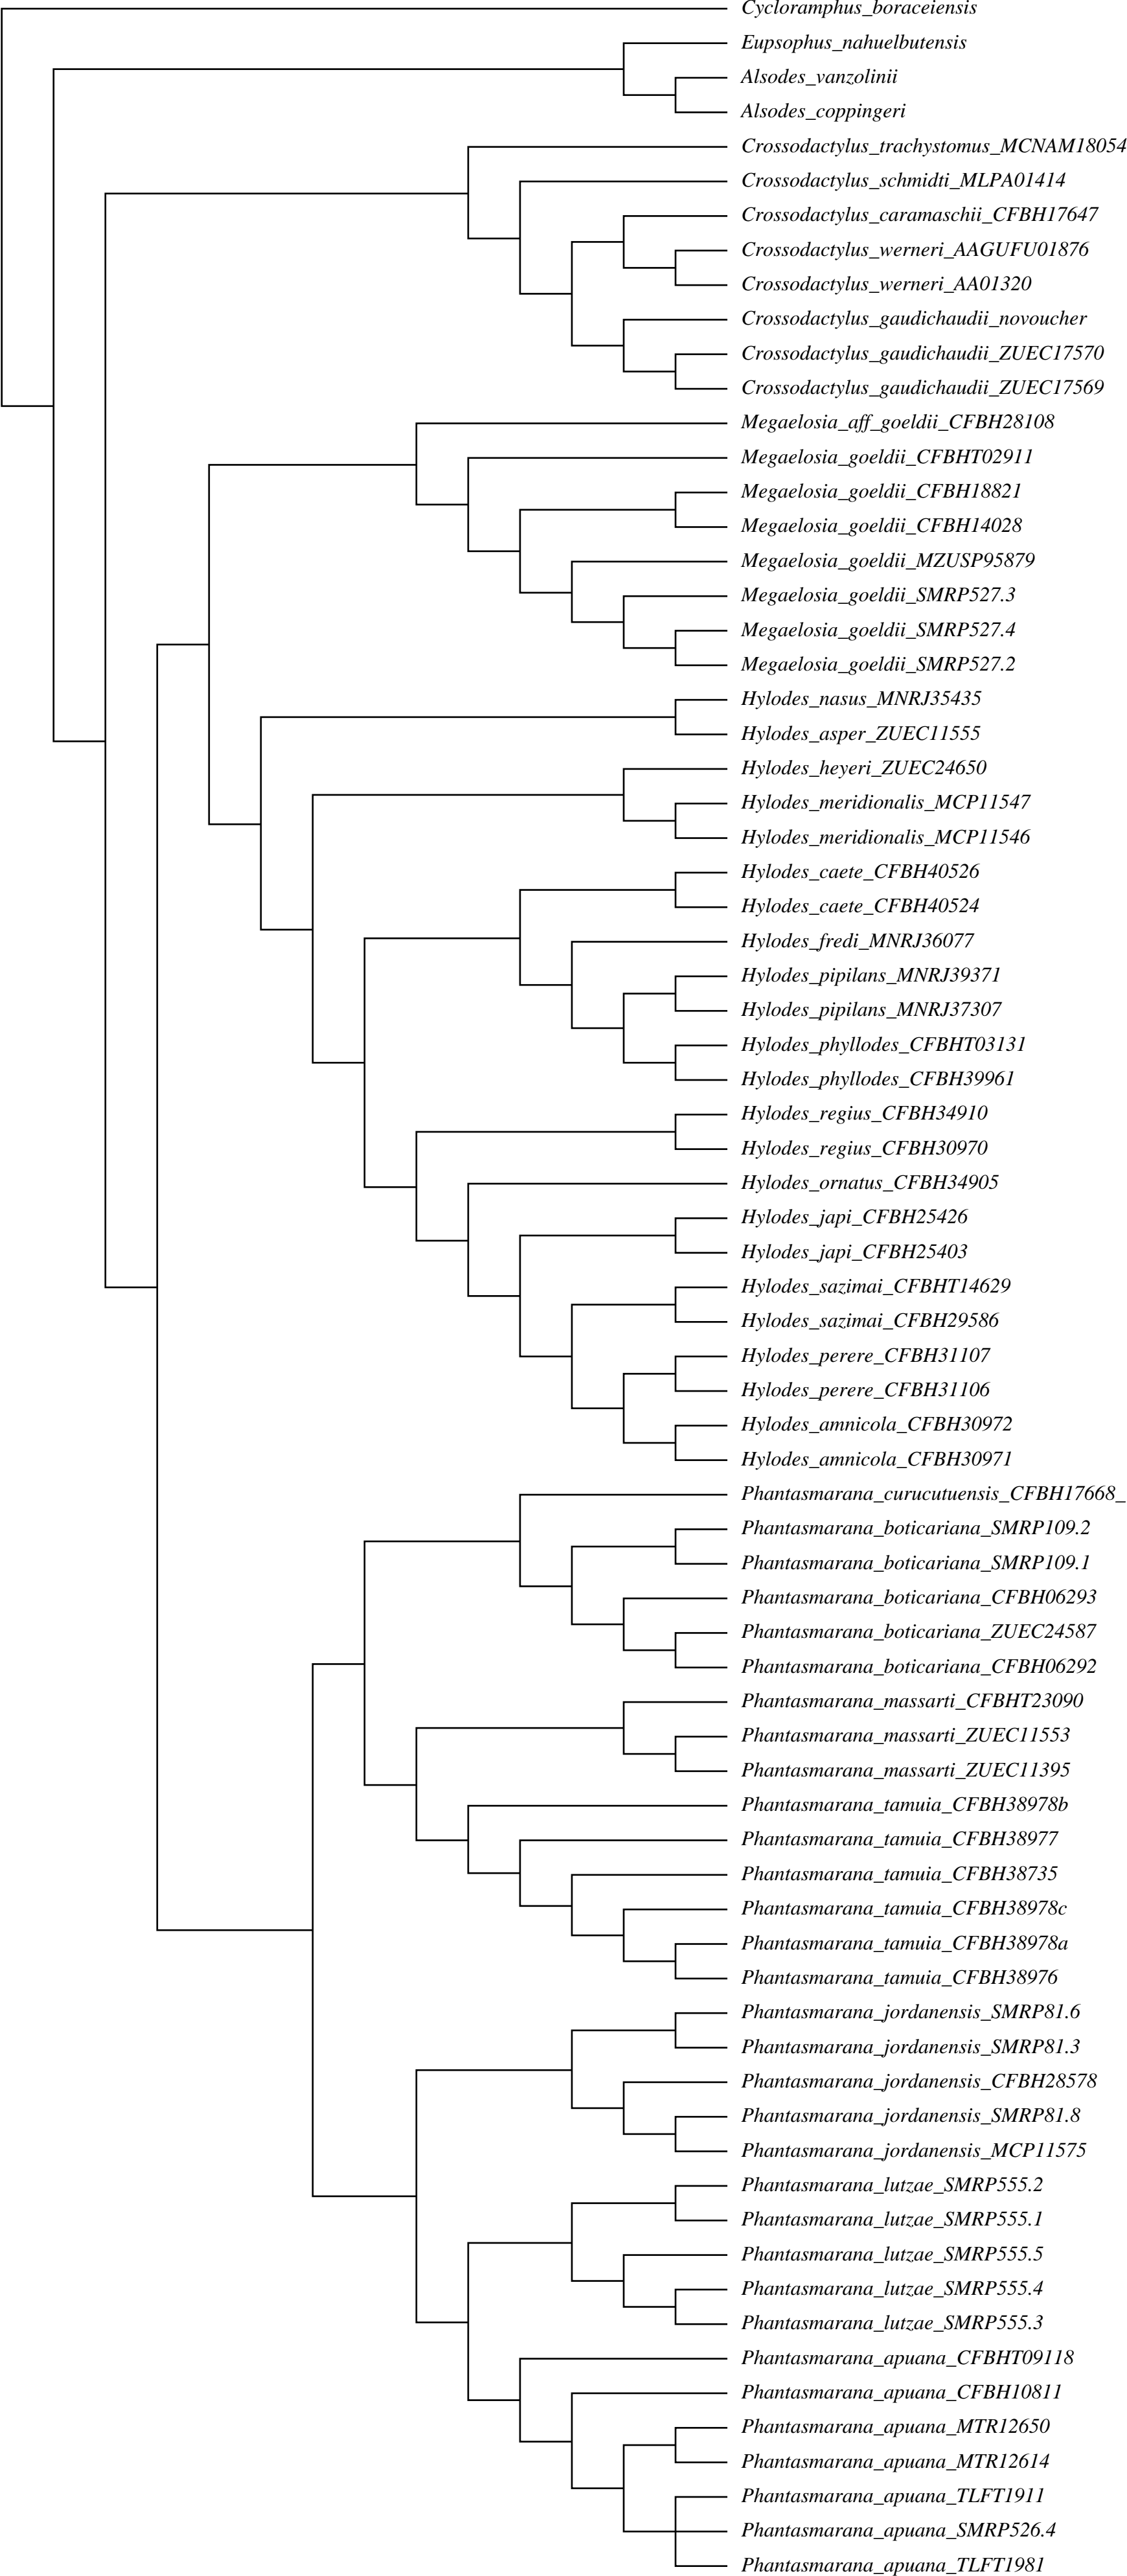 Cycloramphus_boraceiensis
Eupsophus_nahuelbutensis
Alsodes_vanzolinii
Alsodes_coppingeri
Crossodactylus_trachystomus_MCNAM18054
Crossodactylus_schmidti_MLPA01414
Crossodactylus_caramaschii_CFBH17647
Crossodactylus_werneri_AAGUFU01876
Crossodactylus_werneri_AA01320
Crossodactylus_gaudichaudii_novoucher
Crossodactylus_gaudichaudii_ZUEC17570
Crossodactylus_gaudichaudii_ZUEC17569
Megaelosia_aff_goeldii_CFBH28108
Megaelosia_goeldii_CFBHT02911
Megaelosia_goeldii_CFBH18821
Megaelosia_goeldii_CFBH14028
Megaelosia_goeldii_MZUSP95879
Megaelosia_goeldii_SMRP527.3
Megaelosia_goeldii_SMRP527.4
Megaelosia_goeldii_SMRP527.2
Hylodes_nasus_MNRJ35435
Hylodes_asper_ZUEC11555
Hylodes_heyeri_ZUEC24650
Hylodes_meridionalis_MCP11547
Hylodes_meridionalis_MCP11546
Hylodes_caete_CFBH40526
Hylodes_caete_CFBH40524
Hylodes_fredi_MNRJ36077
Hylodes_pipilans_MNRJ39371
Hylodes_pipilans_MNRJ37307
Hylodes_phyllodes_CFBHT03131
Hylodes_phyllodes_CFBH39961
Hylodes_regius_CFBH34910
Hylodes_regius_CFBH30970
Hylodes_ornatus_CFBH34905
Hylodes_japi_CFBH25426
Hylodes_japi_CFBH25403
Hylodes_sazimai_CFBHT14629
Hylodes_sazimai_CFBH29586
Hylodes_perere_CFBH31107
Hylodes_perere_CFBH31106
Hylodes_amnicola_CFBH30972
Hylodes_amnicola_CFBH30971
Phantasmarana_curucutuensis_CFBH17668_
Phantasmarana_boticariana_SMRP109.2
Phantasmarana_boticariana_SMRP109.1
Phantasmarana_boticariana_CFBH06293
Phantasmarana_boticariana_ZUEC24587
Phantasmarana_boticariana_CFBH06292
Phantasmarana_massarti_CFBHT23090
Phantasmarana_massarti_ZUEC11553
Phantasmarana_massarti_ZUEC11395
Phantasmarana_tamuia_CFBH38978b
Phantasmarana_tamuia_CFBH38977
Phantasmarana_tamuia_CFBH38735
Phantasmarana_tamuia_CFBH38978c
Phantasmarana_tamuia_CFBH38978a
Phantasmarana_tamuia_CFBH38976
Phantasmarana_jordanensis_SMRP81.6
Phantasmarana_jordanensis_SMRP81.3
Phantasmarana_jordanensis_CFBH28578
Phantasmarana_jordanensis_SMRP81.8
Phantasmarana_jordanensis_MCP11575
Phantasmarana_lutzae_SMRP555.2
Phantasmarana_lutzae_SMRP555.1
Phantasmarana_lutzae_SMRP555.5
Phantasmarana_lutzae_SMRP555.4
Phantasmarana_lutzae_SMRP555.3
Phantasmarana_apuana_CFBHT09118
Phantasmarana_apuana_CFBH10811
Phantasmarana_apuana_MTR12650
Phantasmarana_apuana_MTR12614
Phantasmarana_apuana_TLFT1911
Phantasmarana_apuana_SMRP526.4
Phantasmarana_apuana_TLFT1981